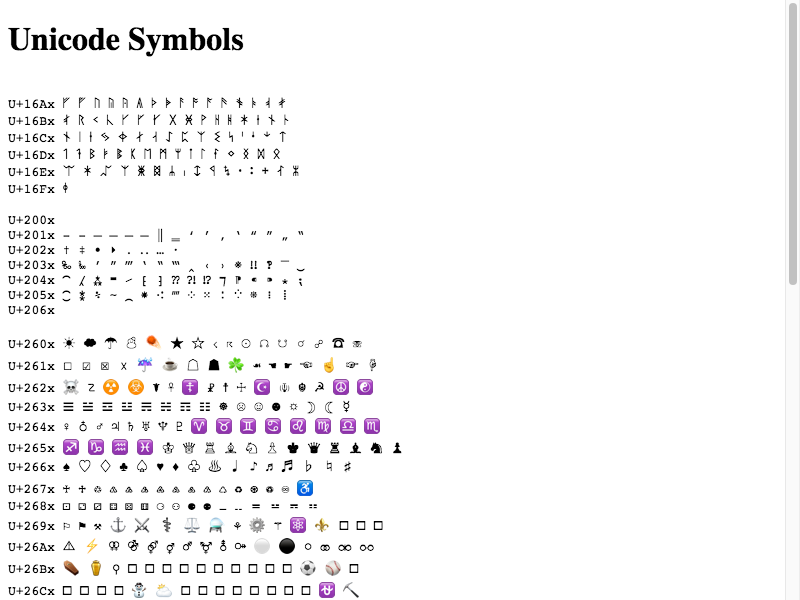 Unicode Symbols
U+16Ax ᚠ ᚡ ᚢ ᚣ ᚤ ᚥ ᚦ ᚧ ᚨ ᚩ ᚪ ᚫ ᚬ ᚭ ᚮ ᚯ
U+16Bx ᚰ ᚱ ᚲ ᚳ ᚴ ᚵ ᚶ ᚷ ᚸ ᚹ ᚺ ᚻ ᚼ ᚽ ᚾ ᚿ
U+16Cx ᛀ ᛁ ᛂ ᛃ ᛄ ᛅ ᛆ ᛇ ᛈ ᛉ ᛊ ᛋ ᛌ ᛍ ᛎ ᛏ
U+16Dx ᛐ ᛑ ᛒ ᛓ ᛔ ᛕ ᛖ ᛗ ᛘ ᛙ ᛚ ᛛ ᛜ ᛝ ᛞ ᛟ
U+16Ex ᛠ ᛡ ᛢ ᛣ ᛤ ᛥ ᛦ ᛧ ᛨ ᛩ ᛪ ᛫ ᛬ ᛭ ᛮ ᛯ
U+16Fx ᛰ
U+200x
U+201x ‐ ‑ ‒ – — ― ‖ ‗ ‘ ’ ‚ ‛ “ ” „ ‟
U+202x † ‡ • ‣ ․ ‥ … ‧
U+203x ‰ ‱ ′ ″ ‴ ‵ ‶ ‷ ‸ ‹ › ※ ‼ ‽ ‾ ‿
U+204x ⁀ ⁁ ⁂ ⁃ ⁄ ⁅ ⁆ ⁇ ⁈ ⁉ ⁊ ⁋ ⁌ ⁍ ⁎ ⁏
U+205x ⁐ ⁑ ⁒ ⁓ ⁔ ⁕ ⁖ ⁗ ⁘ ⁙ ⁚ ⁛ ⁜ ⁝ ⁞
U+206x
U+260x ☀ ☁ ☂ ☃ ☄ ★ ☆ ☇ ☈ ☉ ☊ ☋ ☌ ☍ ☎ ☏
U+261x ☐ ☑ ☒ ☓ ☔ ☕ ☖ ☗ ☘ ☙ ☚ ☛ ☜ ☝ ☞ ☟
U+262x ☠ ☡ ☢ ☣ ☤ ☥ ☦ ☧ ☨ ☩ ☪ ☫ ☬ ☭ ☮ ☯
U+263x ☰ ☱ ☲ ☳ ☴ ☵ ☶ ☷ ☸ ☹ ☺ ☻ ☼ ☽ ☾ ☿
U+264x ♀ ♁ ♂ ♃ ♄ ♅ ♆ ♇ ♈ ♉ ♊ ♋ ♌ ♍ ♎ ♏
U+265x ♐ ♑ ♒ ♓ ♔ ♕ ♖ ♗ ♘ ♙ ♚ ♛ ♜ ♝ ♞ ♟
U+266x ♠ ♡ ♢ ♣ ♤ ♥ ♦ ♧ ♨ ♩ ♪ ♫ ♬ ♭ ♮ ♯
U+267x ♰ ♱ ♲ ♳ ♴ ♵ ♶ ♷ ♸ ♹ ♺ ♻ ♼ ♽ ♾ ♿
U+268x ⚀ ⚁ ⚂ ⚃ ⚄ ⚅ ⚆ ⚇ ⚈ ⚉ ⚊ ⚋ ⚌ ⚍ ⚎ ⚏
U+269x ⚐ ⚑ ⚒ ⚓ ⚔ ⚕ ⚖ ⚗ ⚘ ⚙ ⚚ ⚛ ⚜ □ □ □
U+26Ax ⚠ ⚡ ⚢ ⚣ ⚤ ⚥ ⚦ ⚧ ⚨ ⚩ ⚪ ⚫ ⚬ ⚭ ⚮ ⚯
U+26Bx ⚰ ⚱ ⚲ □ □ □ □ □ □ □ □ □ □ ⚽ ⚾ □
U+26Cx □ □ □ □ ⛄ ⛅ □ □ □ □ □ □ □ □ ⛎ ⛏